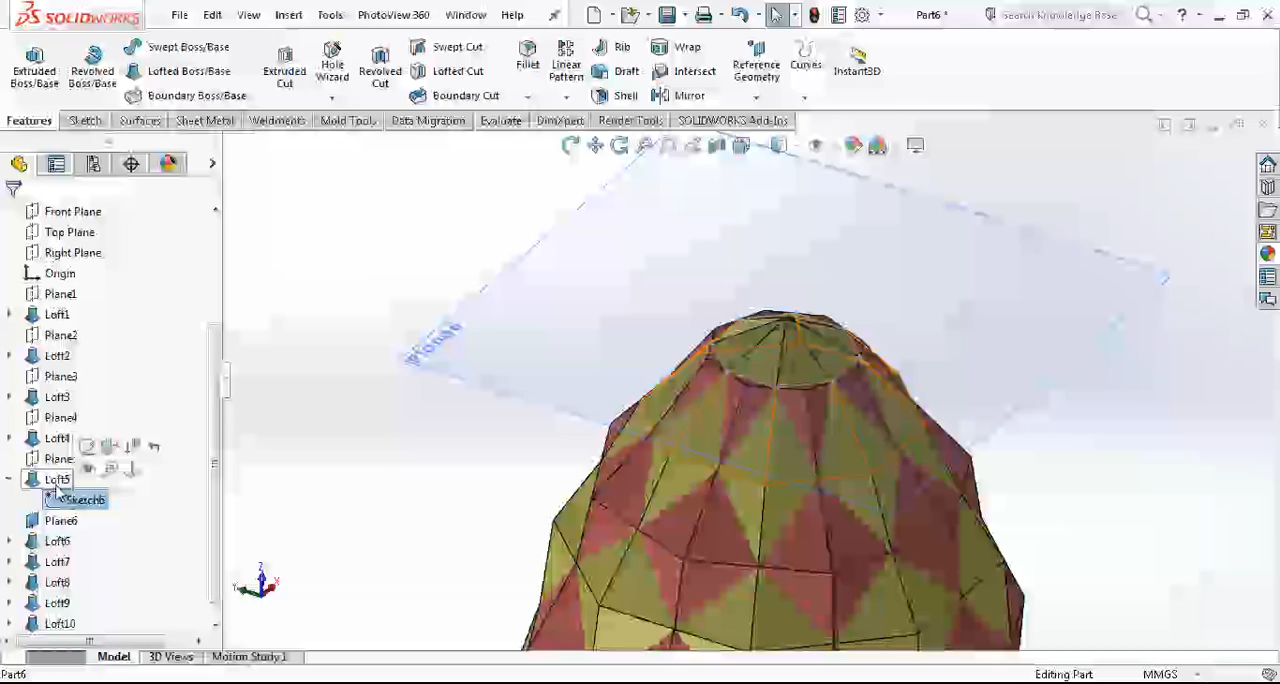 SOLIDWORKS File Edit View Insert Tools PhotoView 360 Window Help Part6 * Search Knowledge Base ?
Extruded Boss/Base
Revolved Boss/Base
Swept Boss/Base
Lofted Boss/Base
Boundary Boss/Base
Extruded Cut
Hole Wizard
Revolved Cut
Swept Cut
Lofted Cut
Boundary Cut
Fillet
Linear Pattern
Rib
Draft
Shell
Wrap
Intersect
Mirror
Reference Geometry
Curves
Instant3D
Features Sketch Surfaces Sheet Metal Weldments Mold Tools Data Migration Evaluate DimXpert Render Tools SOLIDWORKS Add-Ins
Front Plane
Top Plane
Right Plane
Origin
Plane1
Loft1
Plane2
Loft2
Plane3
Loft3
Plane4
Loft4
Plane
Loft5
Sketch6
Plane6
Loft6
Loft7
Loft8
Loft9
Loft10
Z
Y
X
Model 3D Views Motion Study 1
Part6 Editing Part MMGS